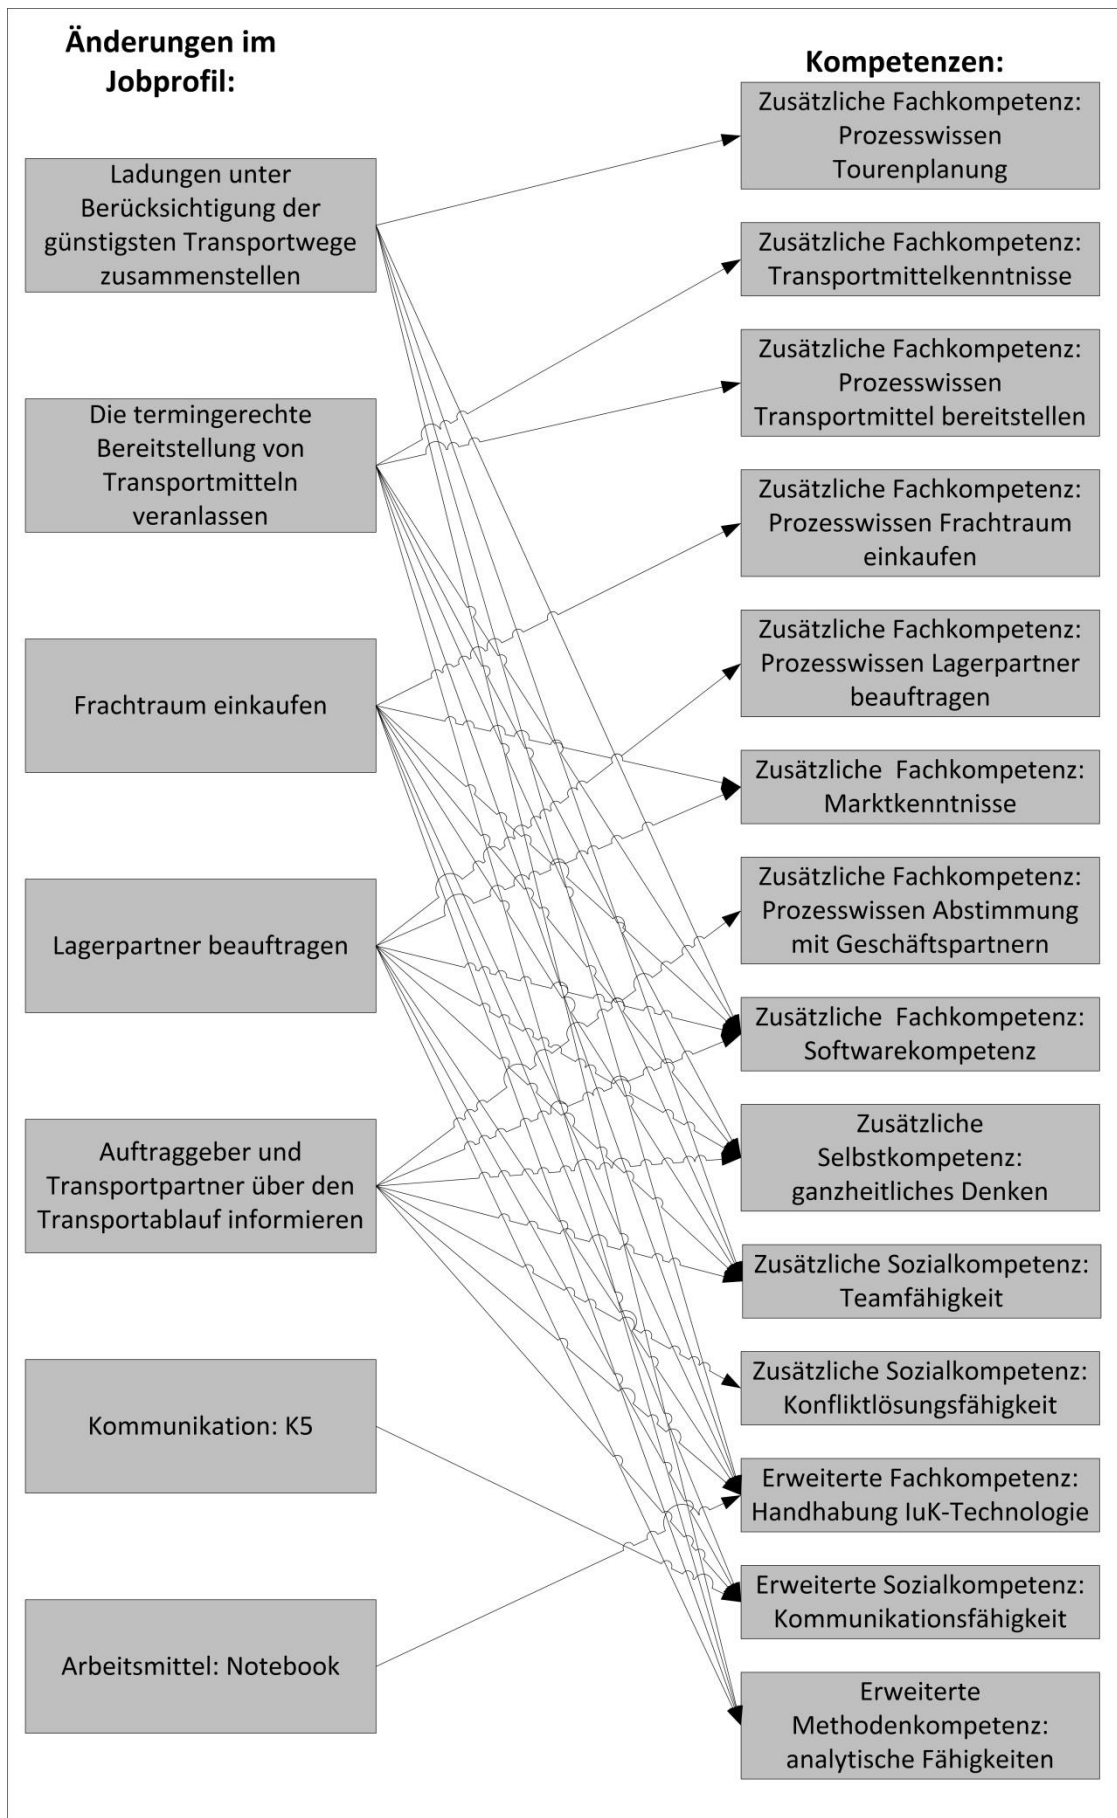 Änderungen im
Jobprofil:
Ladungen unter
Berücksichtigung der
günstigsten Transportwege
zusammenstellen
Die termingerechte
Bereitstellung von
Transportmitteln
veranlassen
Frachtraum einkaufen
Lagerpartner beauftragen
Auftraggeber und
Transportpartner über den
Transportablauf informieren
Kommunikation: K5
Arbeitsmittel: Notebook
Kompetenzen:
Zusätzliche Fachkompetenz:
Prozesswissen
Tourenplanung
Zusätzliche Fachkompetenz:
Transportmittelkenntnisse
Zusätzliche Fachkompetenz:
Prozesswissen
Transportmittel bereitstellen
Zusätzliche Fachkompetenz:
Prozesswissen Frachtraum
einkaufen
Zusätzliche Fachkompetenz:
Prozesswissen Lagerpartner
beauftragen
Zusätzliche Fachkompetenz:
Marktkenntnisse
Zusätzliche Fachkompetenz:
Prozesswissen Abstimmung
mit Geschäftspartnern
Zusätzliche Fachkompetenz:
Softwarekompetenz
Zusätzliche
Selbstkompetenz:
ganzheitliches Denken
Zusätzliche Sozialkompetenz:
Teamfähigkeit
Zusätzliche Sozialkompetenz:
Konfliktlösungsfähigkeit
Erweiterte Fachkompetenz:
Handhabung IuK-Technologie
Erweiterte Sozialkompetenz:
Kommunikationsfähigkeit
Erweiterte
Methodenkompetenz:
analytische Fähigkeiten